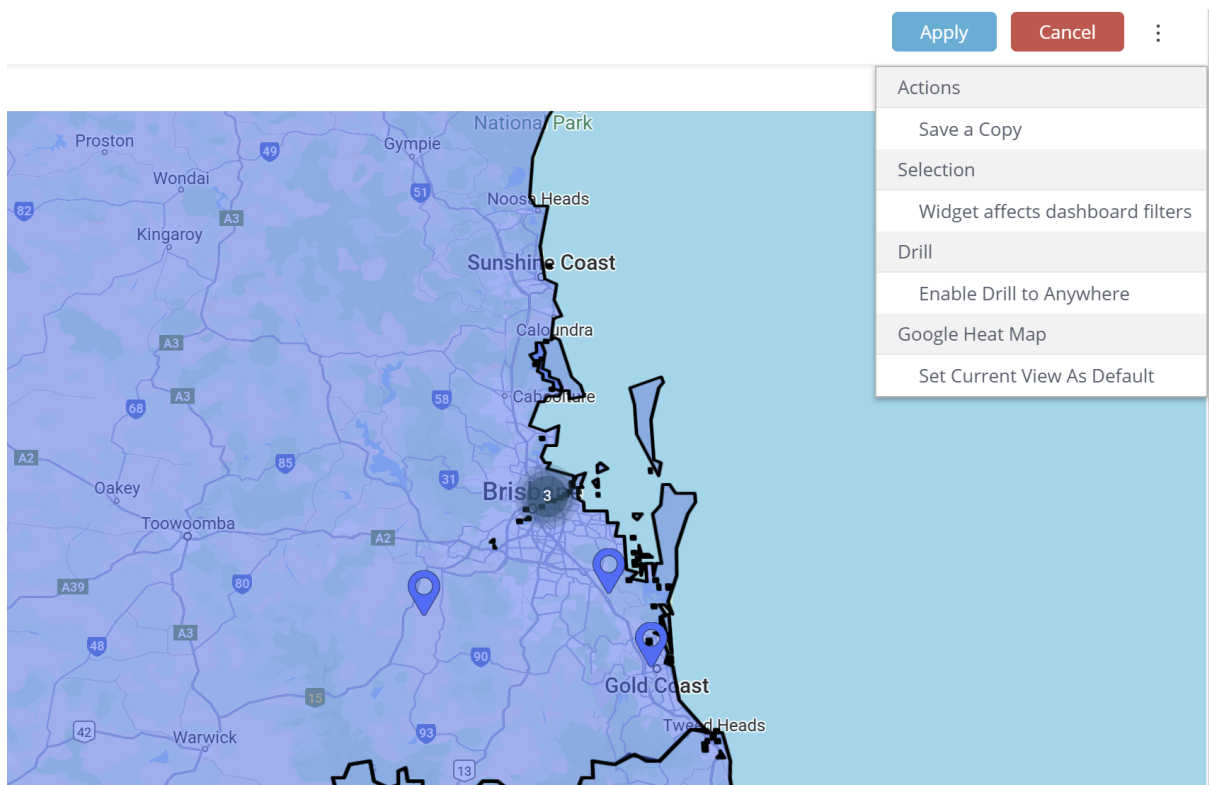 Apply
Cancel
Actions
Save a Copy
Selection
Widget affects dashboard filters
Drill
Enable Drill to Anywhere
Google Heat Map
Set Current View As Default
National Park
Proston
Gympie
49
Wondai
51
Noosa Heads
82
A3
Kingaroy
Sunshine Coast
Caloundra
A3
A3
58
Caboolture
68
A2
85
31
Oakey
Brisbane
3
Toowoomba
A2
A39
80
A3
48
90
Gold Coast
15
Tweed Heads
42
93
Warwick
13